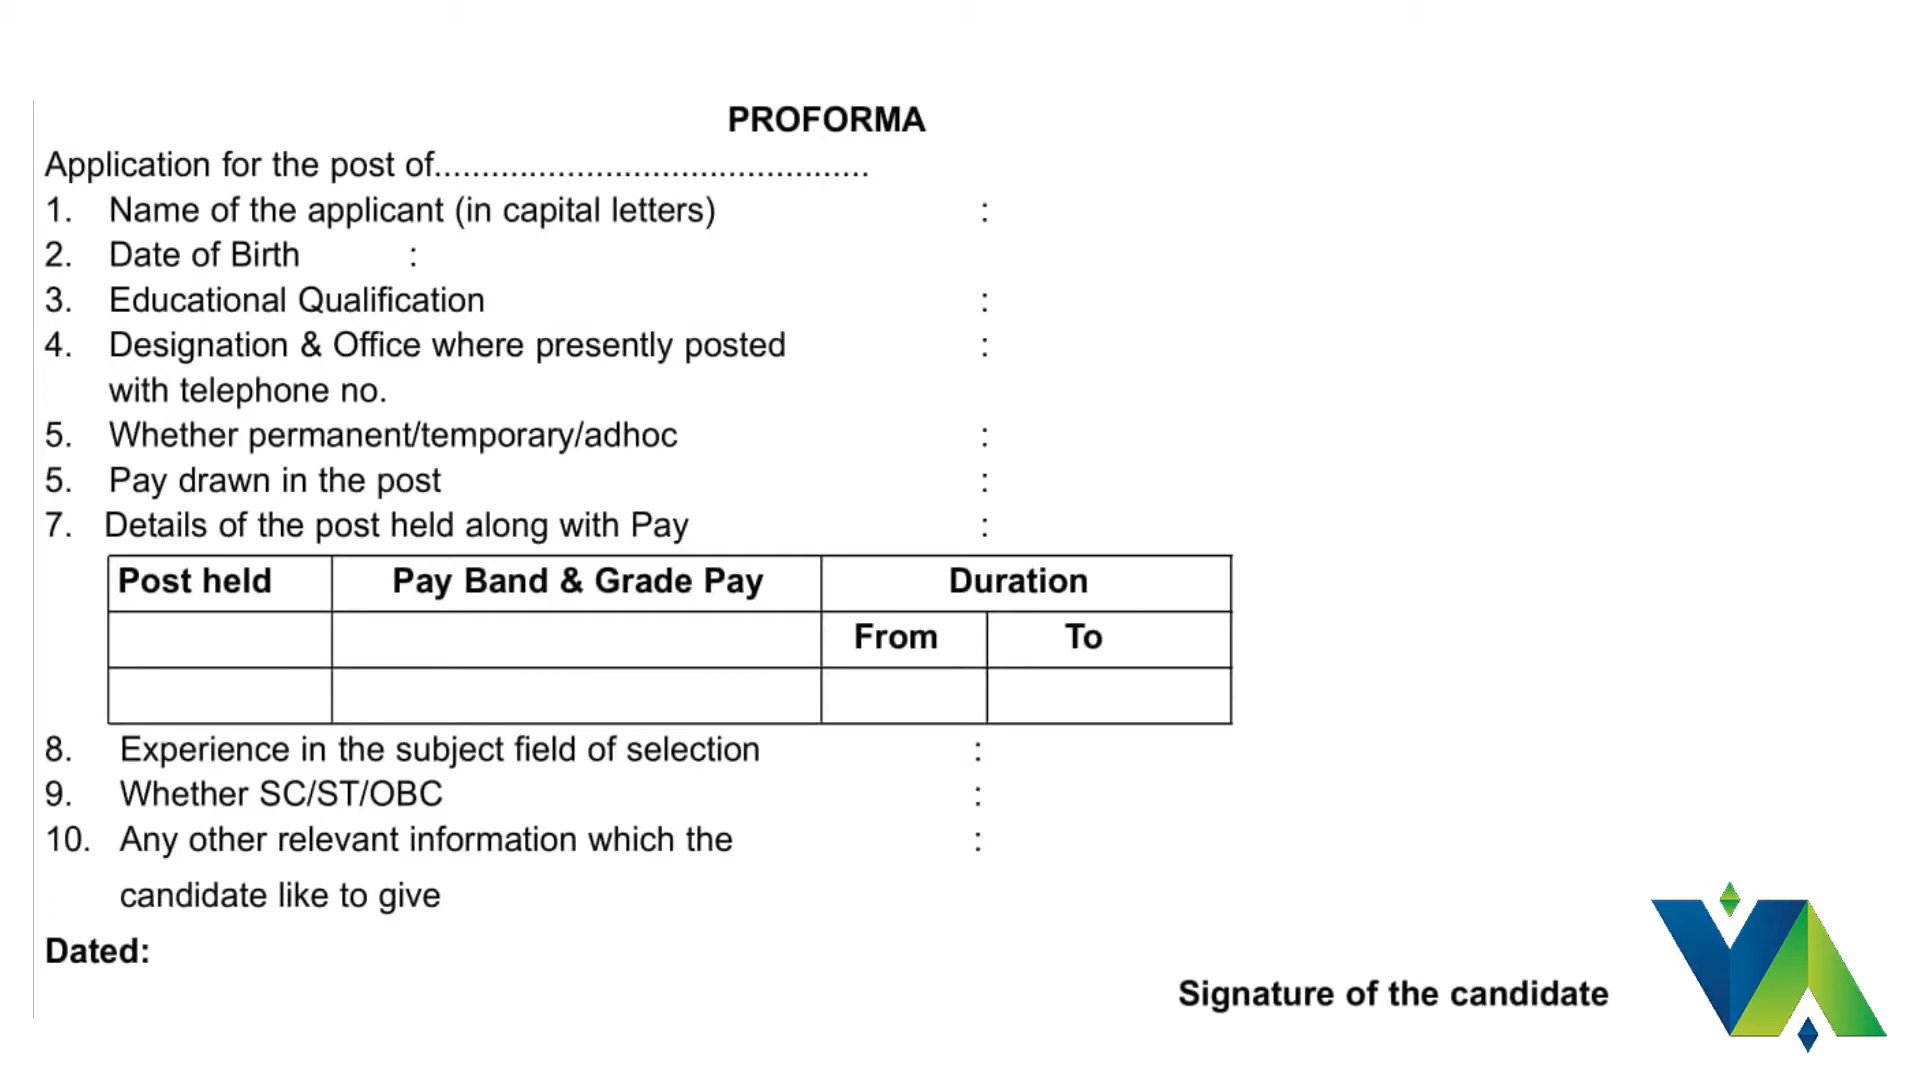 PROFORMA
Application for the post of..............................................
1. Name of the applicant (in capital letters) :
2. Date of Birth :
3. Educational Qualification :
4. Designation & Office where presently posted :
with telephone no.
5. Whether permanent/temporary/adhoc :
5. Pay drawn in the post :
7. Details of the post held along with Pay :
Post held Pay Band & Grade Pay Duration
From To
8. Experience in the subject field of selection :
9. Whether SC/ST/OBC :
10. Any other relevant information which the :
candidate like to give
Dated:
Signature of the candidate